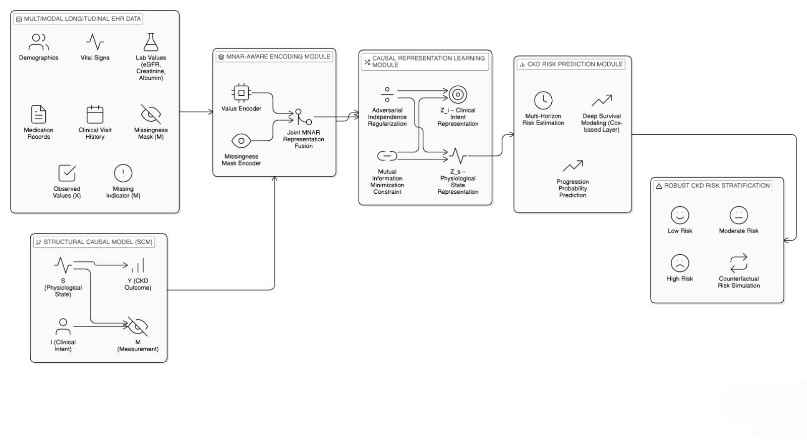 MULTIMODAL LONGITUDINAL EHR DATA
Demographics
Vital Signs
Lab Values
(eGFR,
Creatinine,
Albumin)
Medication
Records
Clinical Visit
History
Missingness
Mask (M)
Observed
Values (X)
Missing
Indicator (M)
MNAR-AWARE ENCODING MODULE
Value Encoder
Missingness
Mask Encoder
Joint MNAR
Representation
Fusion
CAUSAL REPRESENTATION LEARNING
MODULE
Adversarial
Independence
Regularization
Z_i – Clinical
Intent
Representation
Mutual
Information
Minimization
Constraint
Z_s –
Physiological
State
Representation
CKD RISK PREDICTION MODULE
Multi-Horizon
Risk Estimation
Deep Survival
Modeling (Cox-
based Layer)
Progression
Probability
Prediction
ROBUST CKD RISK STRATIFICATION
Low Risk
Moderate Risk
High Risk
Counterfactual
Risk Simulation
STRUCTURAL CAUSAL MODEL (SCM)
S
(Physiological
State)
Y (CKD
Outcome)
I (Clinical
Intent)
M
(Measurement)